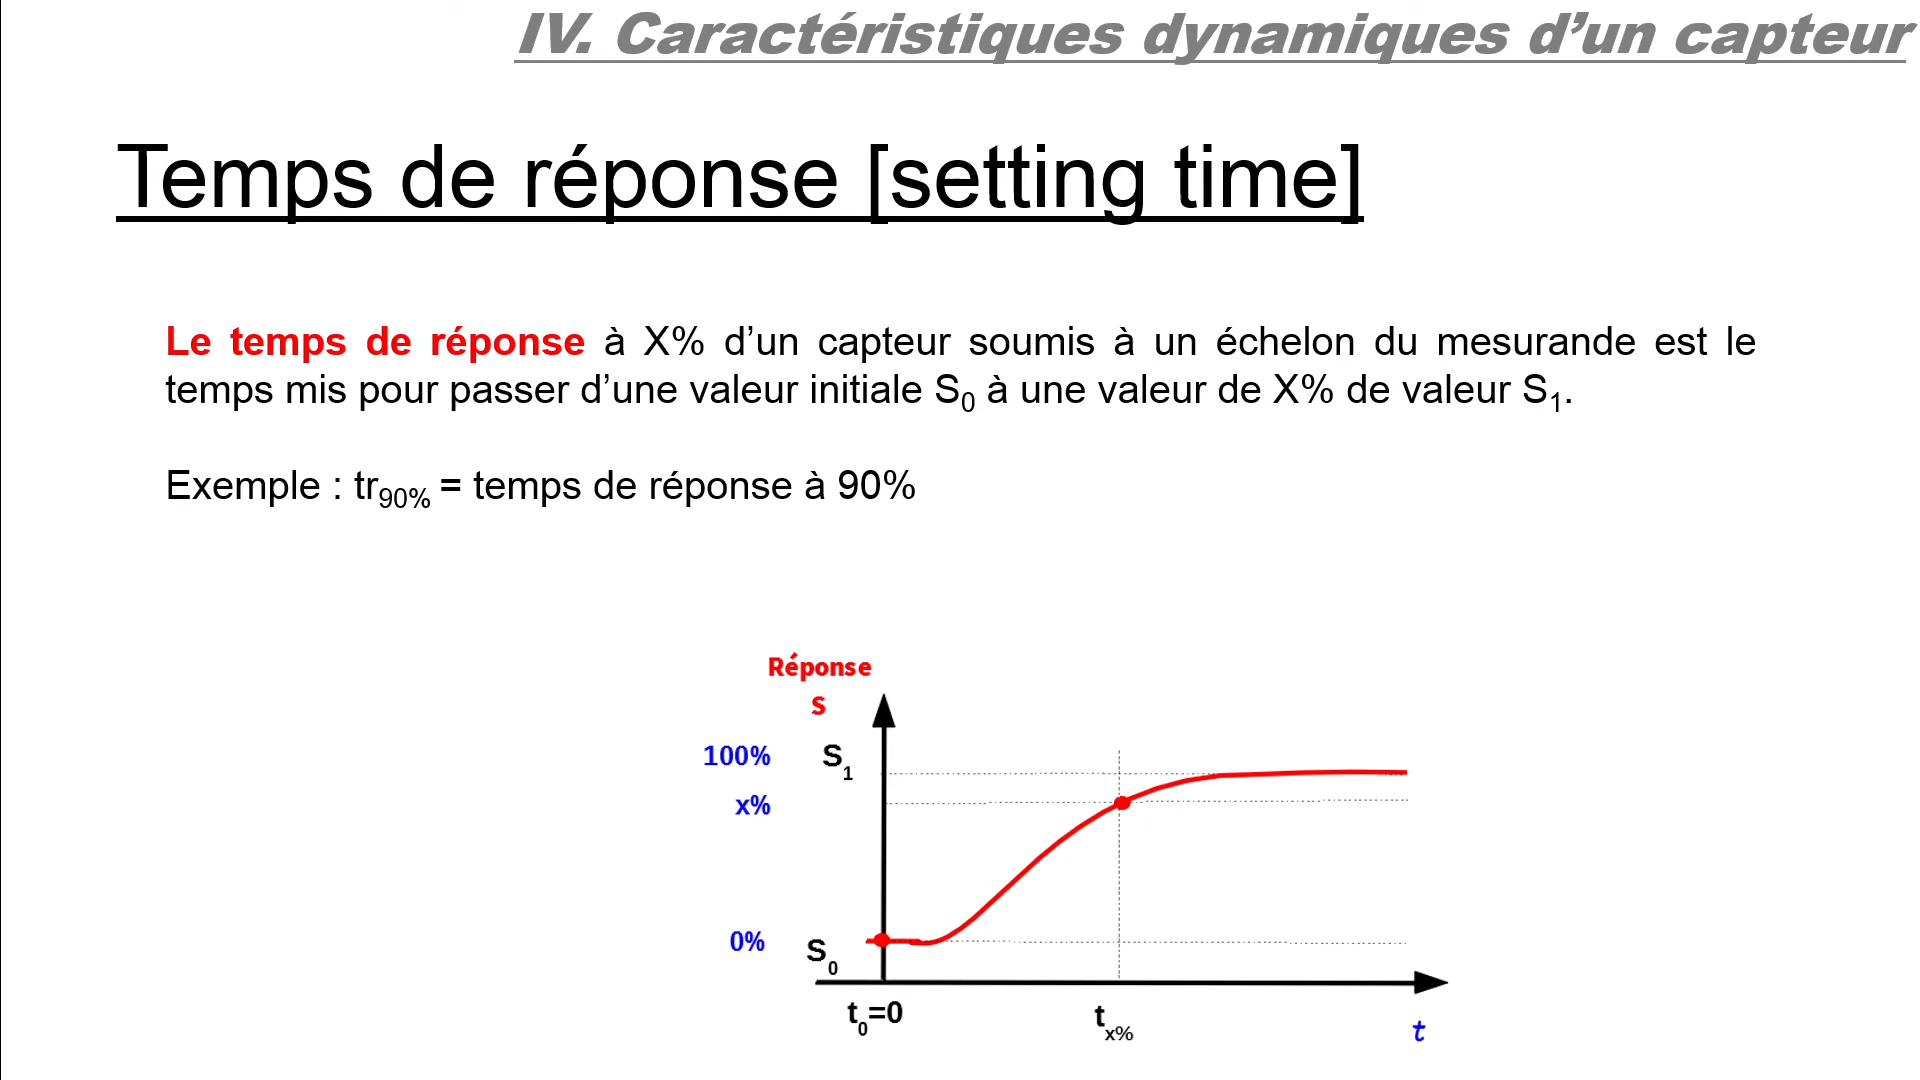 IV. Caractéristiques dynamiques d’un capteur
Temps de réponse [setting time]
Le temps de réponse à X% d’un capteur soumis à un échelon du mesurande est le
temps mis pour passer d’une valeur initiale S0 à une valeur de X% de valeur S1.
Exemple : tr90% = temps de réponse à 90%
Réponse
S
100% S1
x%
0% S0
t0=0 tx% t